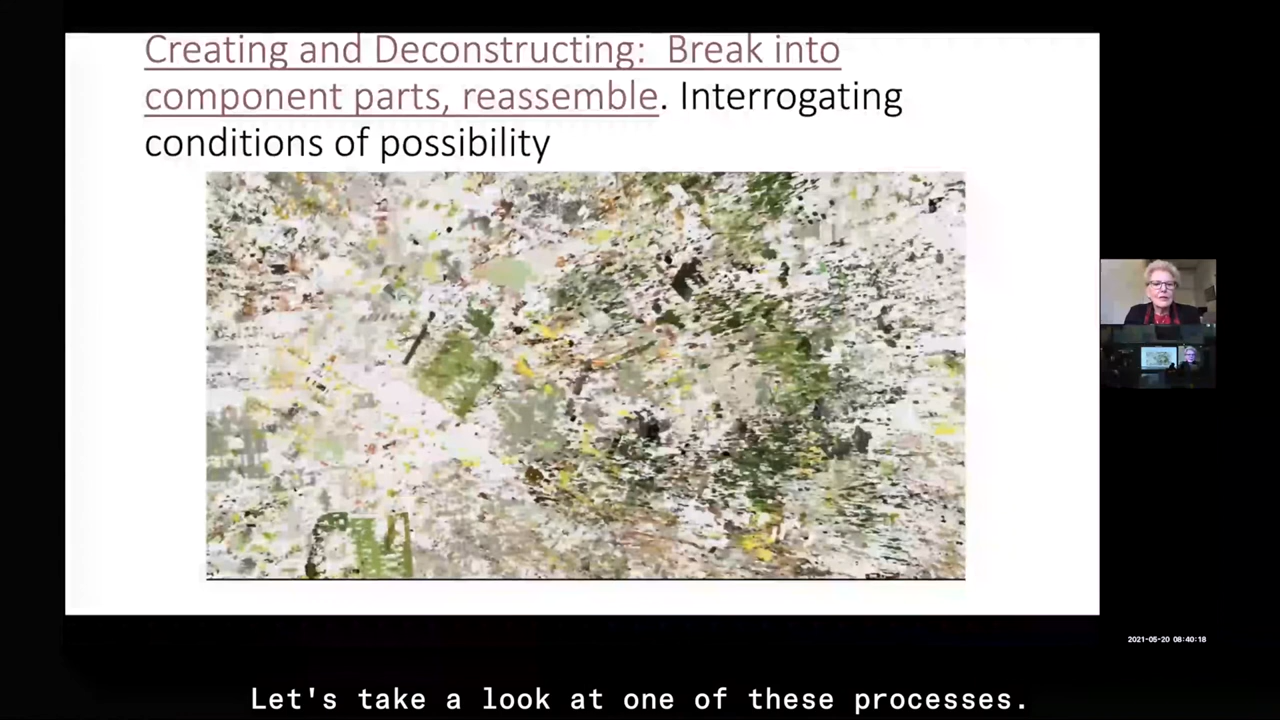 Creating and Deconstructing: Break into
component parts, reassemble. Interrogating
conditions of possibility
2021-05-20 08:40:18
Let's take a look at one of these processes.